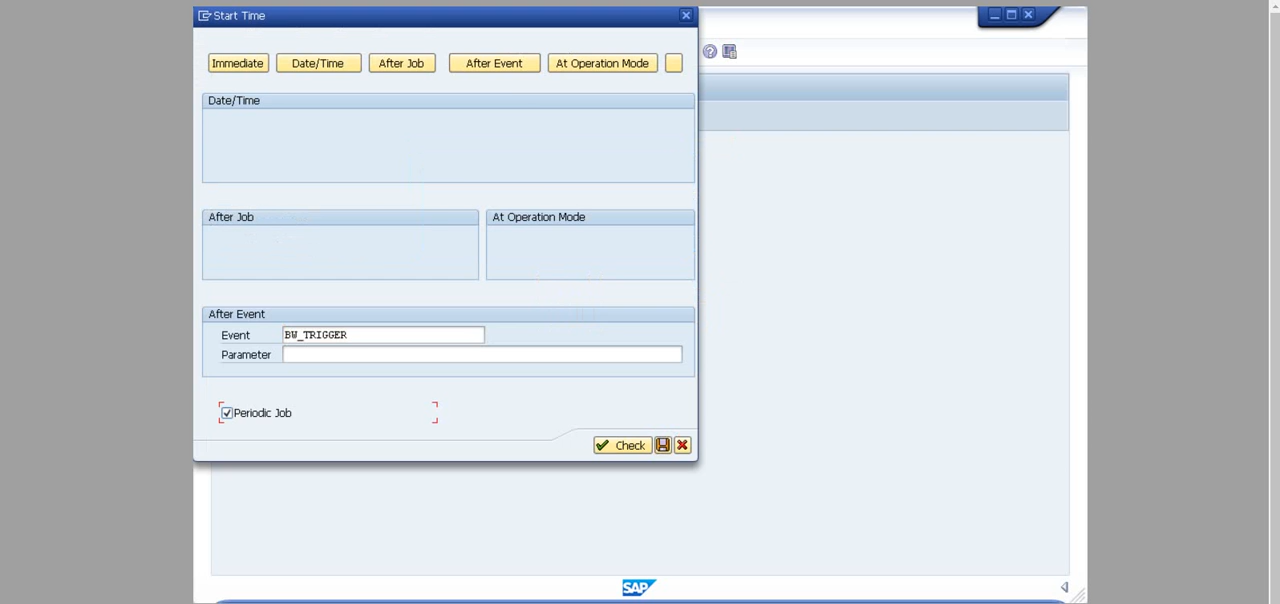 Start Time
Immediate Date/Time After Job After Event At Operation Mode
Date/Time
After Job At Operation Mode
After Event
Event BW_TRIGGER
Parameter
Periodic Job
Check
SAP